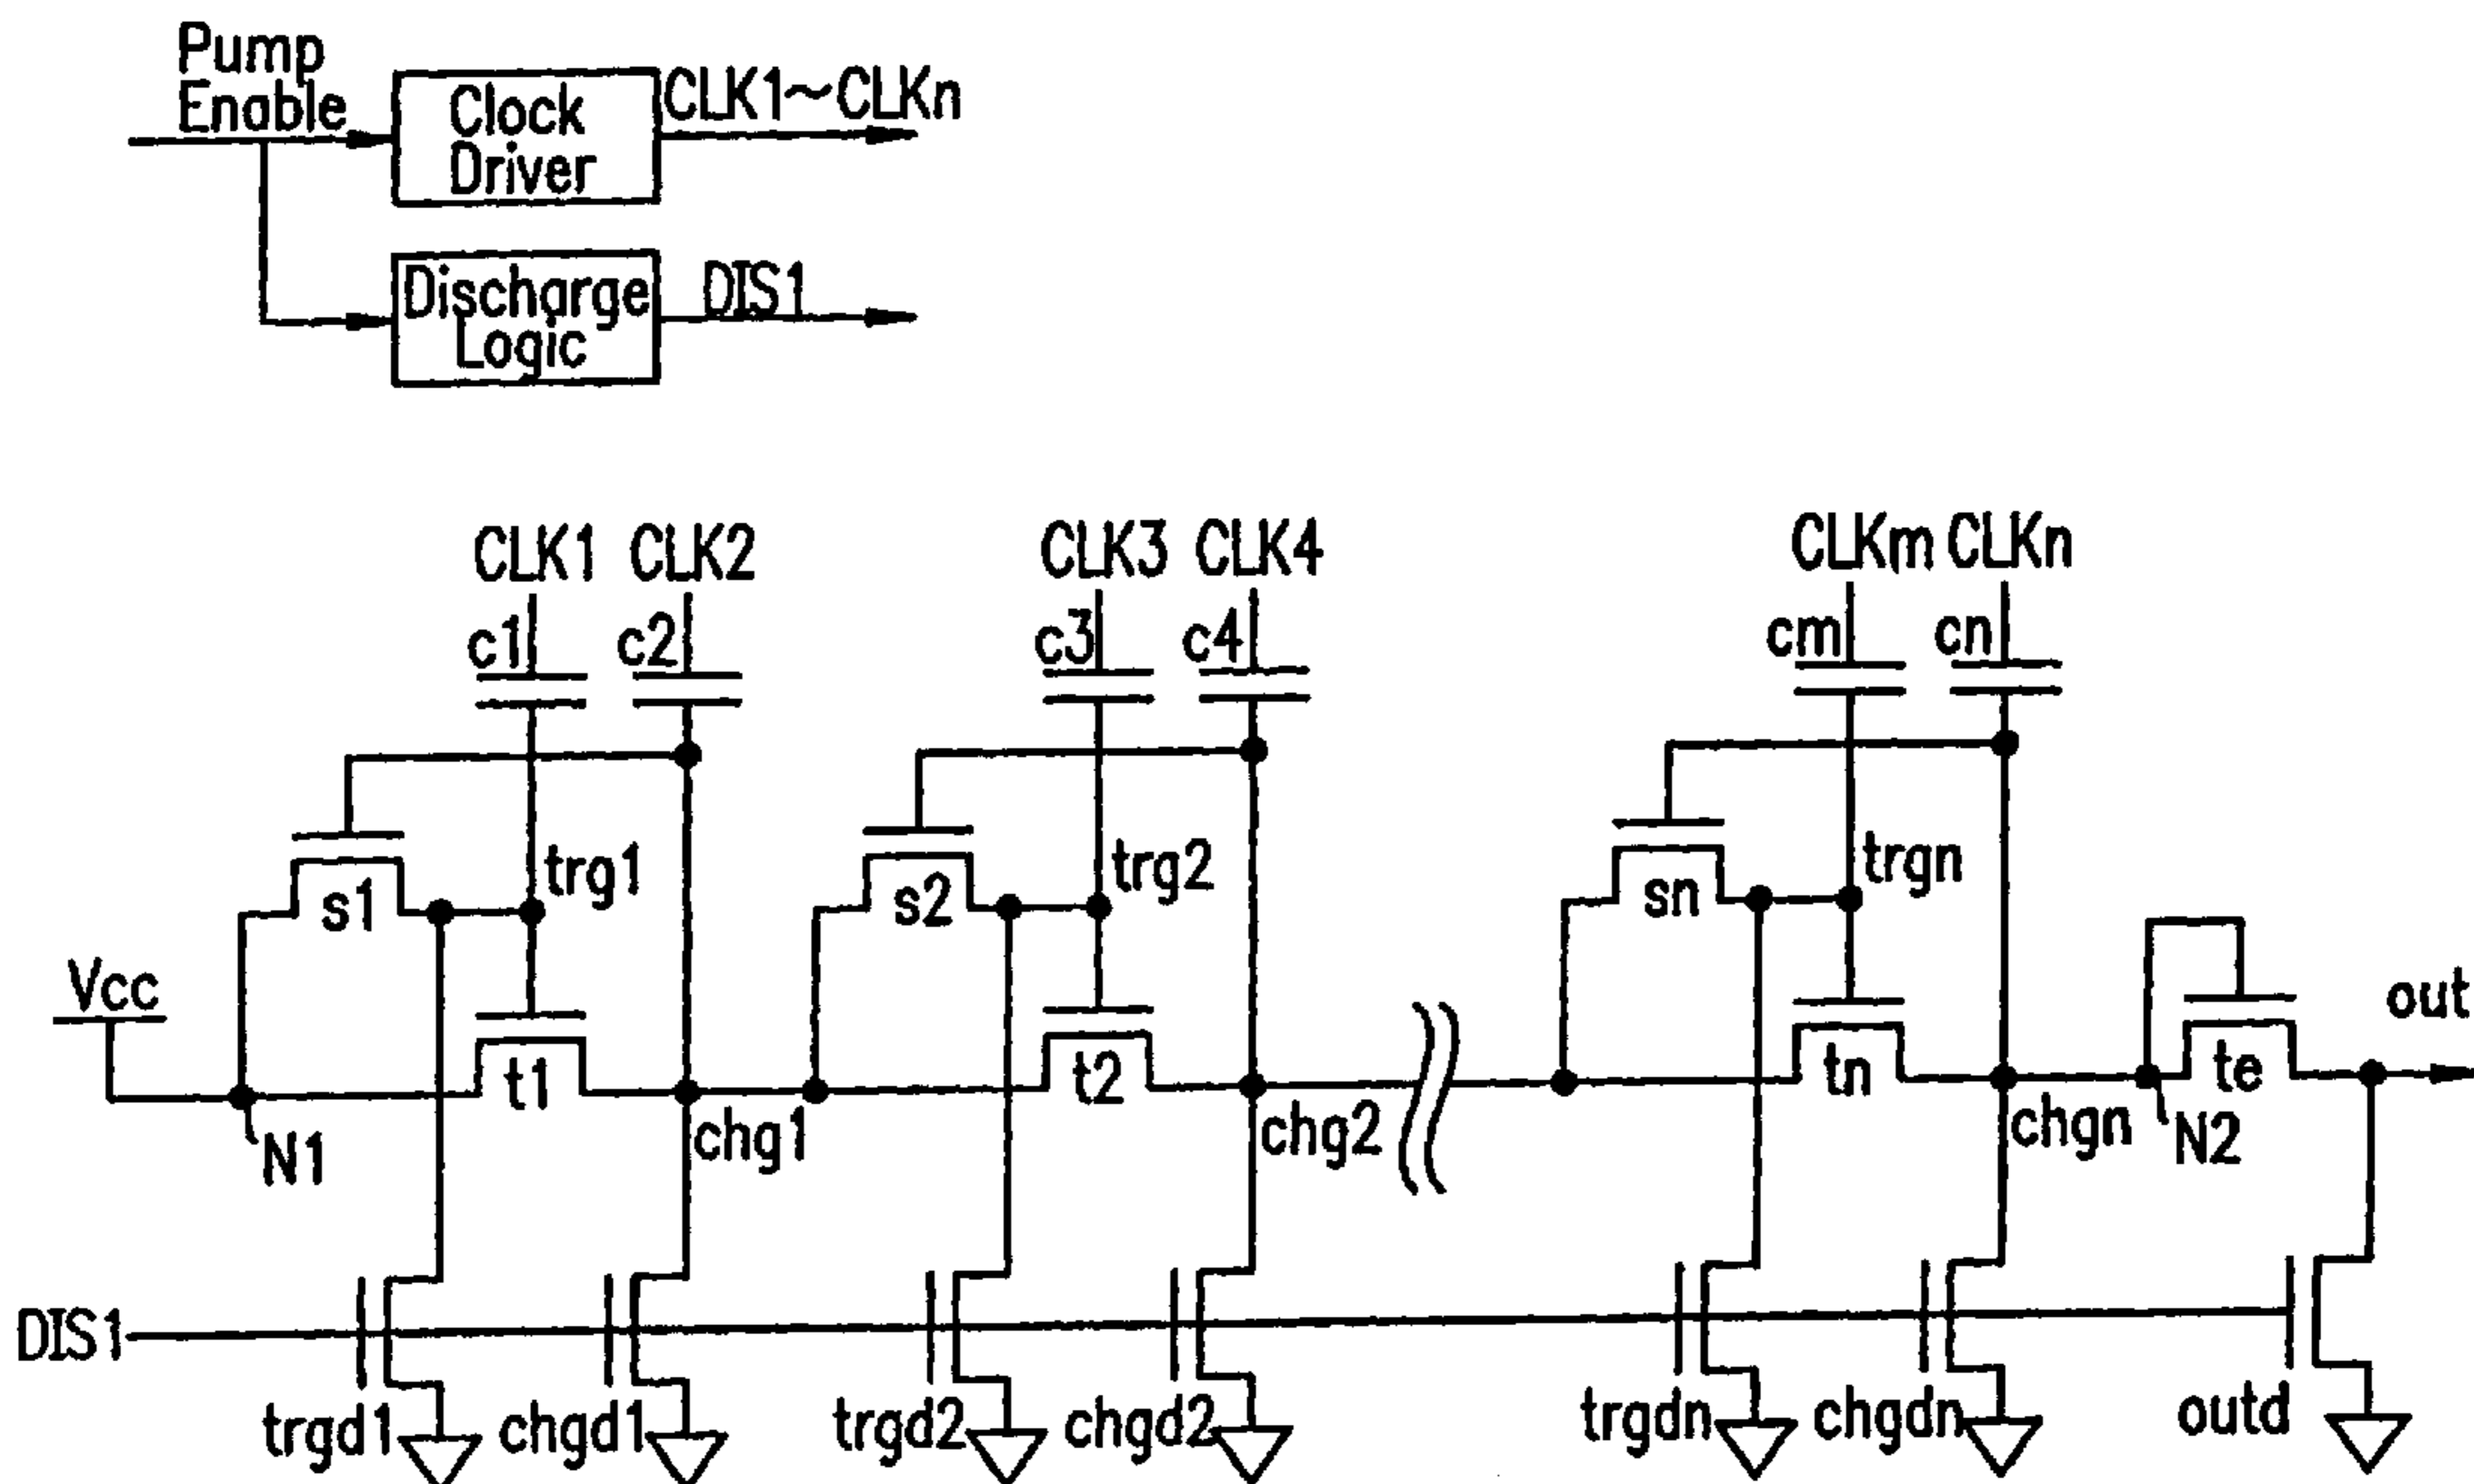 Pump
Enable
Clock
Driver
CLK1~CLKn
Discharge
Logic
DIS1
CLK1 CLK2 CLK3 CLK4 CLKm CLKn
c1 c2 c3 c4 cm cn
trg1 trg2 trgn
s1 s2 sn
Vcc out
t1 t2 tn te
N1 chg1 chg2 chgn N2
DIS1
trgd1 chgd1 trgd2 chgd2 trgdn chgdn outd